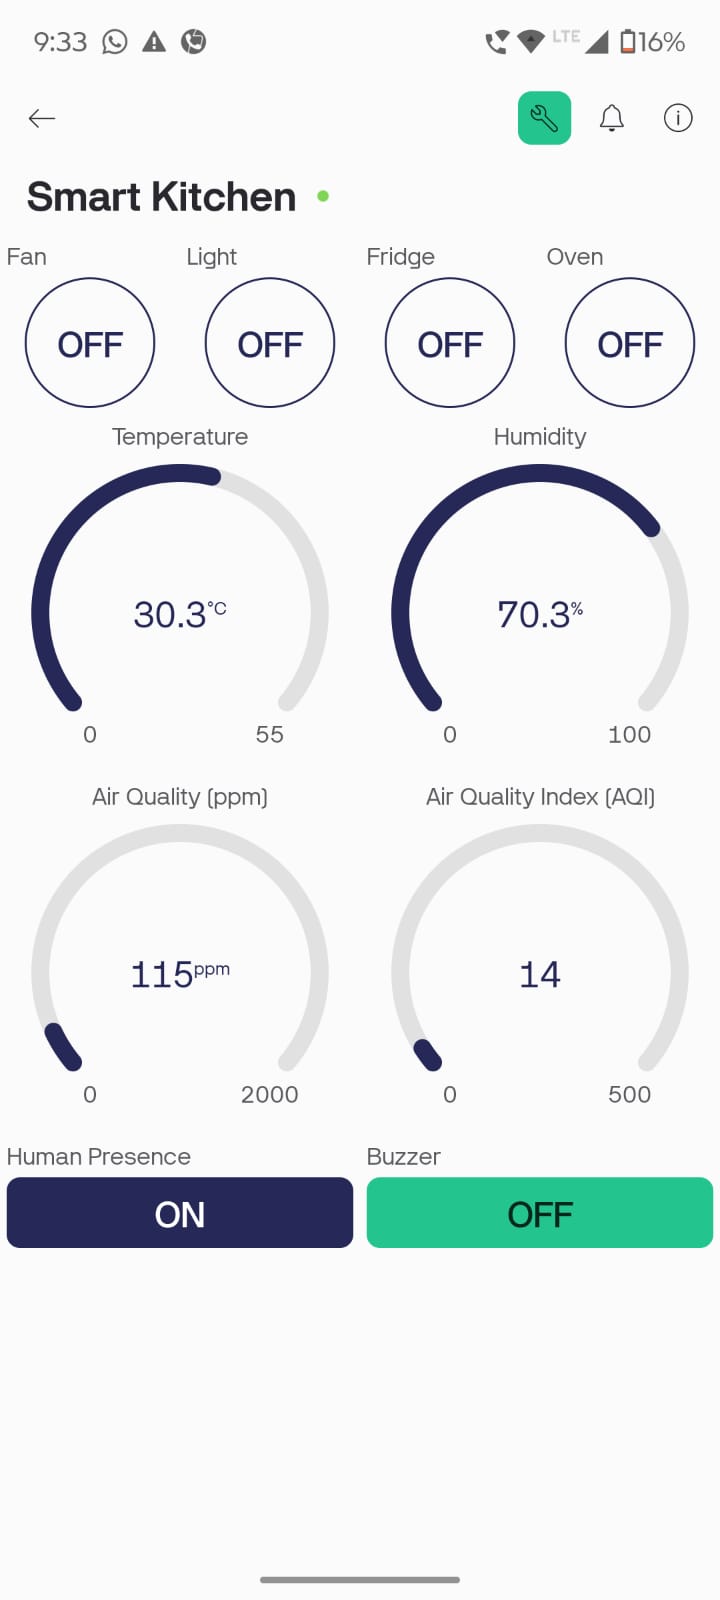 9:33 LTE 16%
Smart Kitchen
Fan Light Fridge Oven
OFF OFF OFF OFF
Temperature Humidity
30.3°C 70.3%
0 55 0 100
Air Quality (ppm) Air Quality Index (AQI)
115ppm 14
0 2000 0 500
Human Presence Buzzer
ON OFF